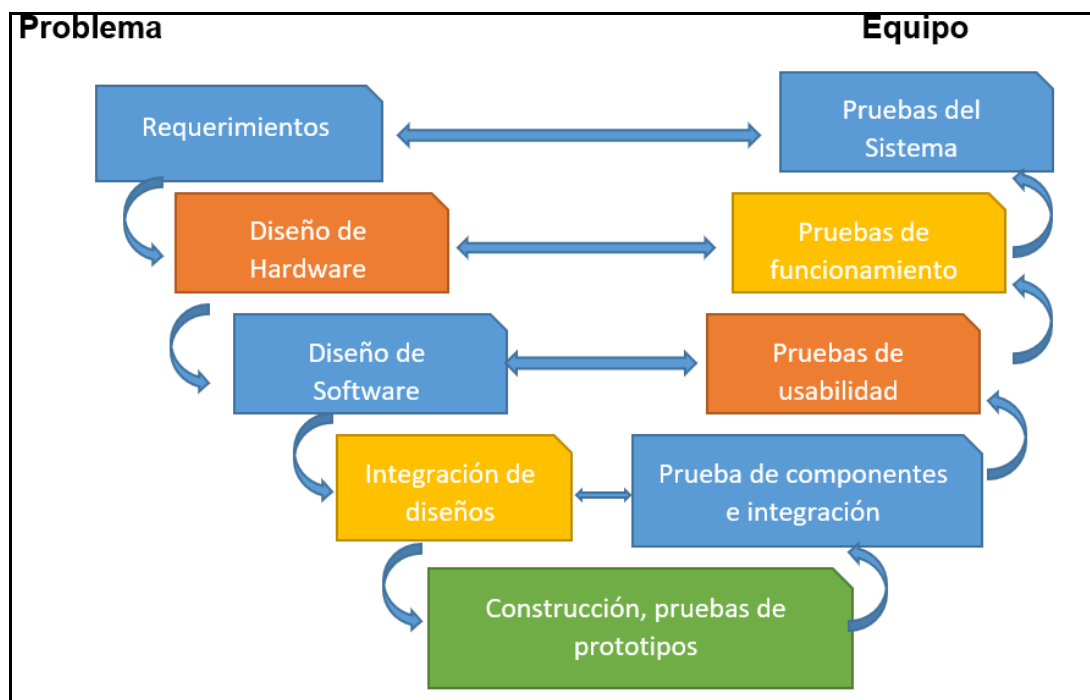 Problema
Equipo
Requerimientos
Pruebas del
Sistema
Diseño de
Hardware
Pruebas de
funcionamiento
Diseño de
Software
Pruebas de
usabilidad
Integración de
diseños
Prueba de componentes
e integración
Construcción, pruebas de
prototipos